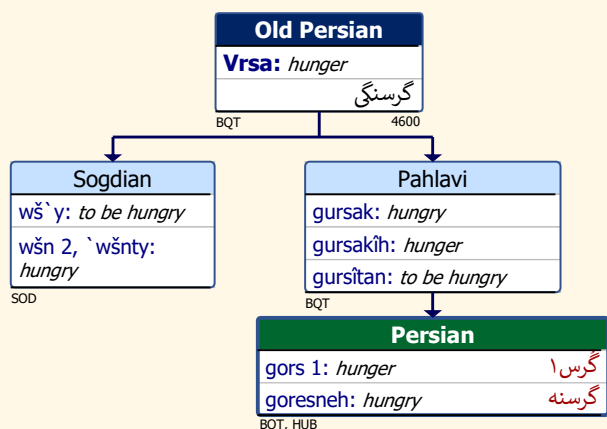 Old Persian
Vrsa: hunger
گرسنگی
BQT 4600
Sogdian
wš`y: to be hungry
wšn 2, `wšnty:
hungry
SOD
Pahlavi
gursak: hungry
gursakîh: hunger
gursîtan: to be hungry
BQT
Persian
gors 1: hunger گُرس۱
goresneh: hungry گرسنه
BQT, HUB